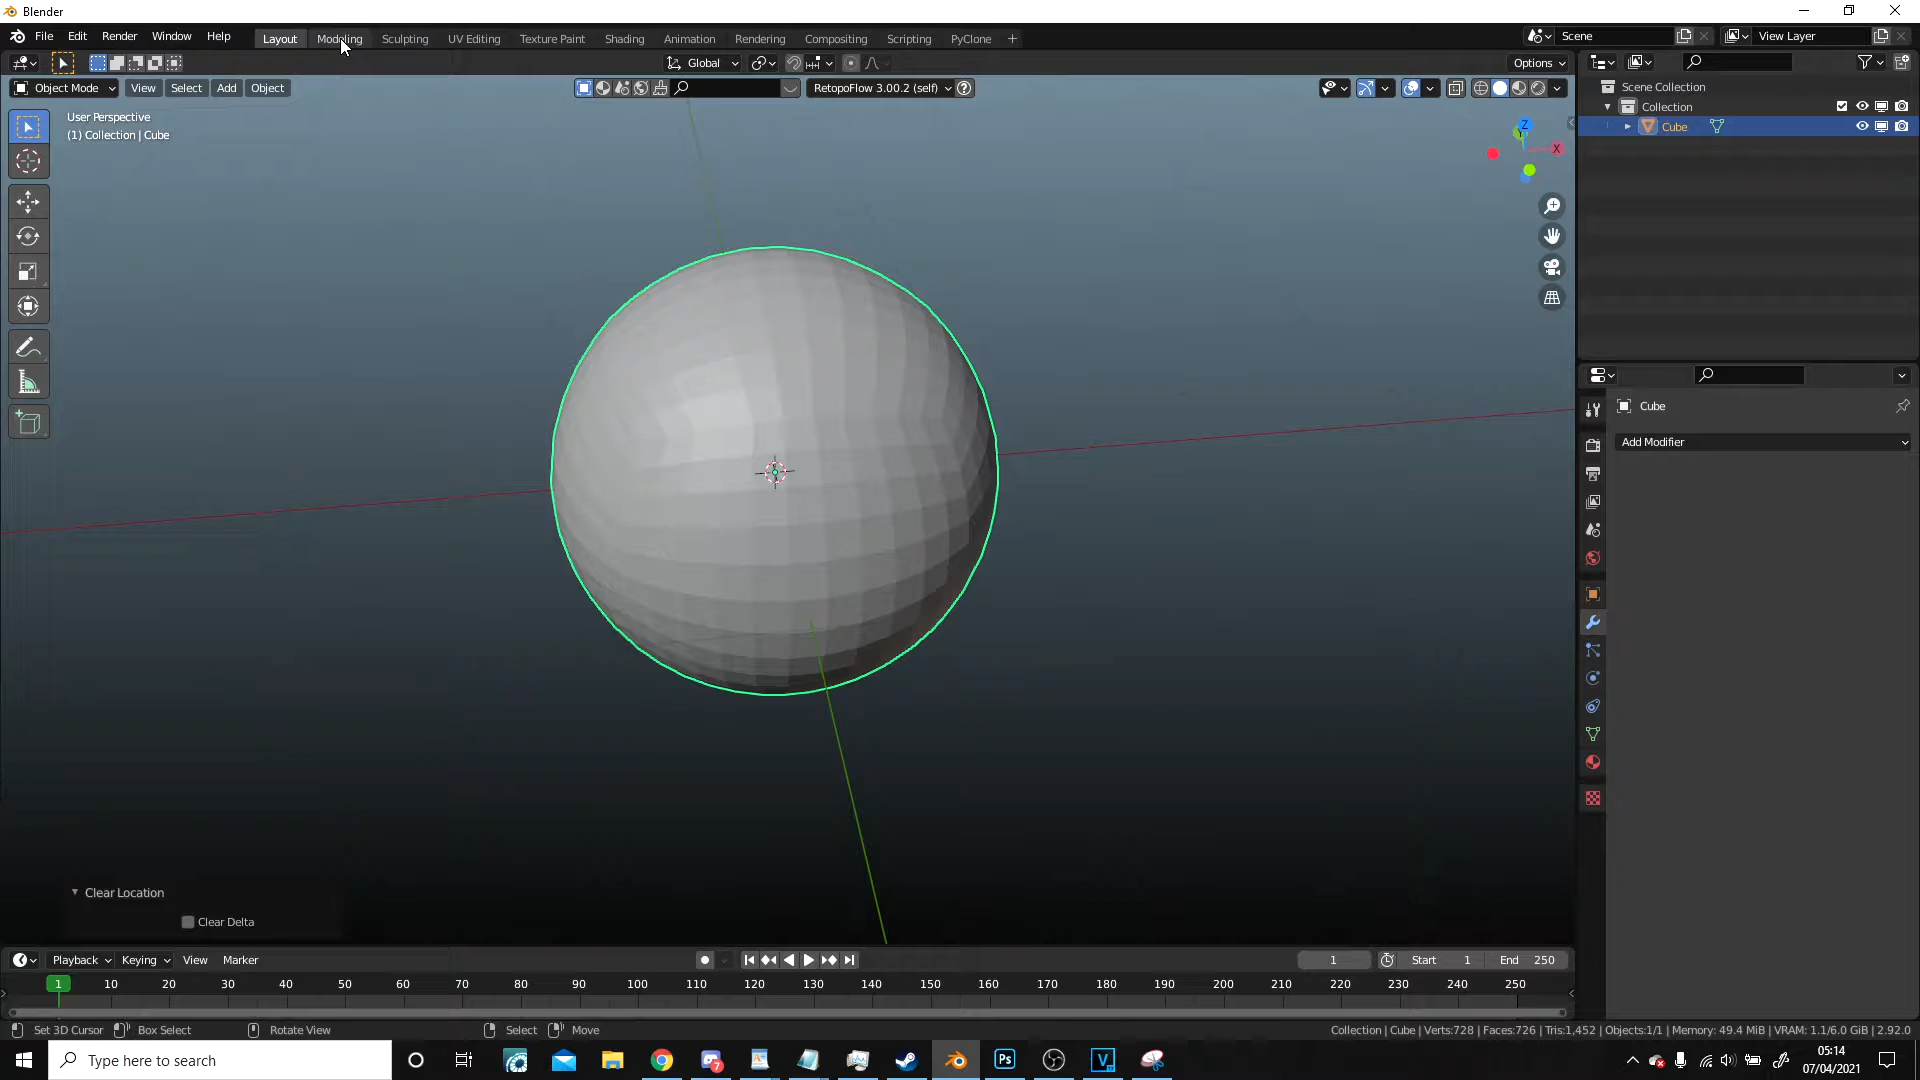 Blender
File Edit Render Window Help Layout Modeling Sculpting UV Editing Texture Paint Shading Animation Rendering Compositing Scripting PyClone + Scene View Layer
Global Options
Object Mode View Select Add Object RetopoFlow 3.00.2 (self)
Scene Collection
Collection
Cube
User Perspective
(1) Collection | Cube
Z
Y
X
Cube
Add Modifier
Clear Location
Clear Delta
Playback Keying View Marker 1 Start 1 End 250
1 10 20 30 40 50 60 70 80 90 100 110 120 130 140 150 160 170 180 190 200 210 220 230 240 250
Set 3D Cursor Box Select Rotate View Select Move Collection | Cube | Verts:728 | Faces:726 | Tris:1,452 | Objects:1/1 | Memory: 49.4 MiB | VRAM: 1.1/6.0 GiB | 2.92.0
Type here to search
7
Ps
V
05:14
07/04/2021